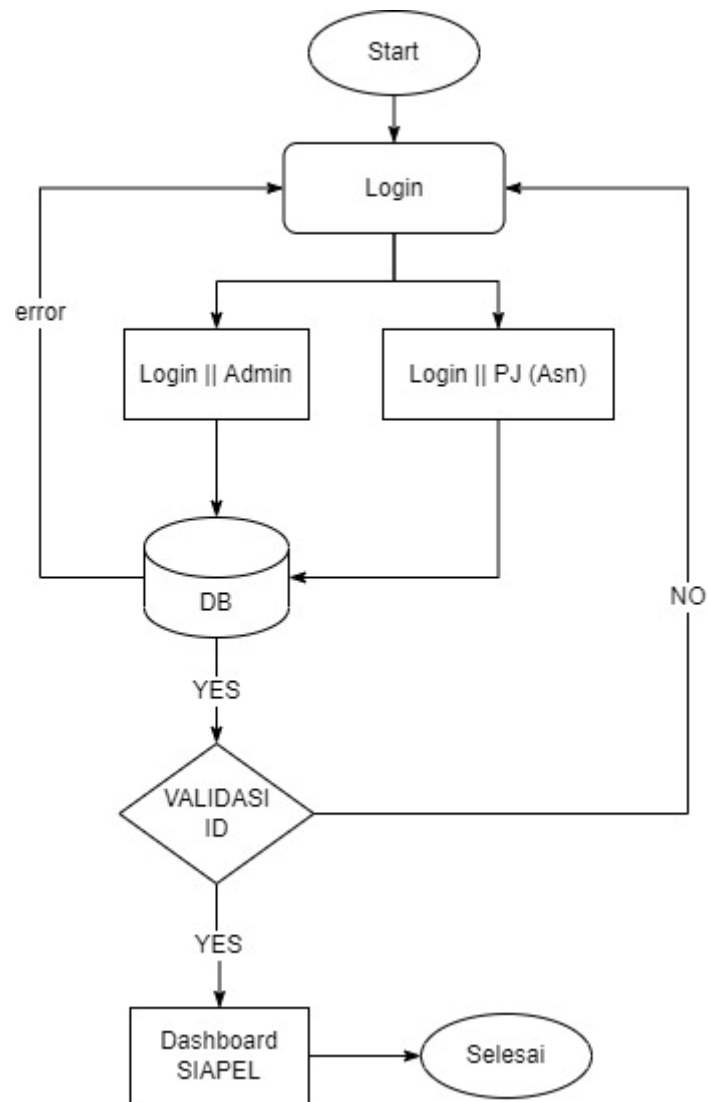 Start
Login
error
Login || Admin
Login || PJ (Asn)
DB
NO
YES
VALIDASI
ID
YES
Dashboard
SIAPEL
Selesai